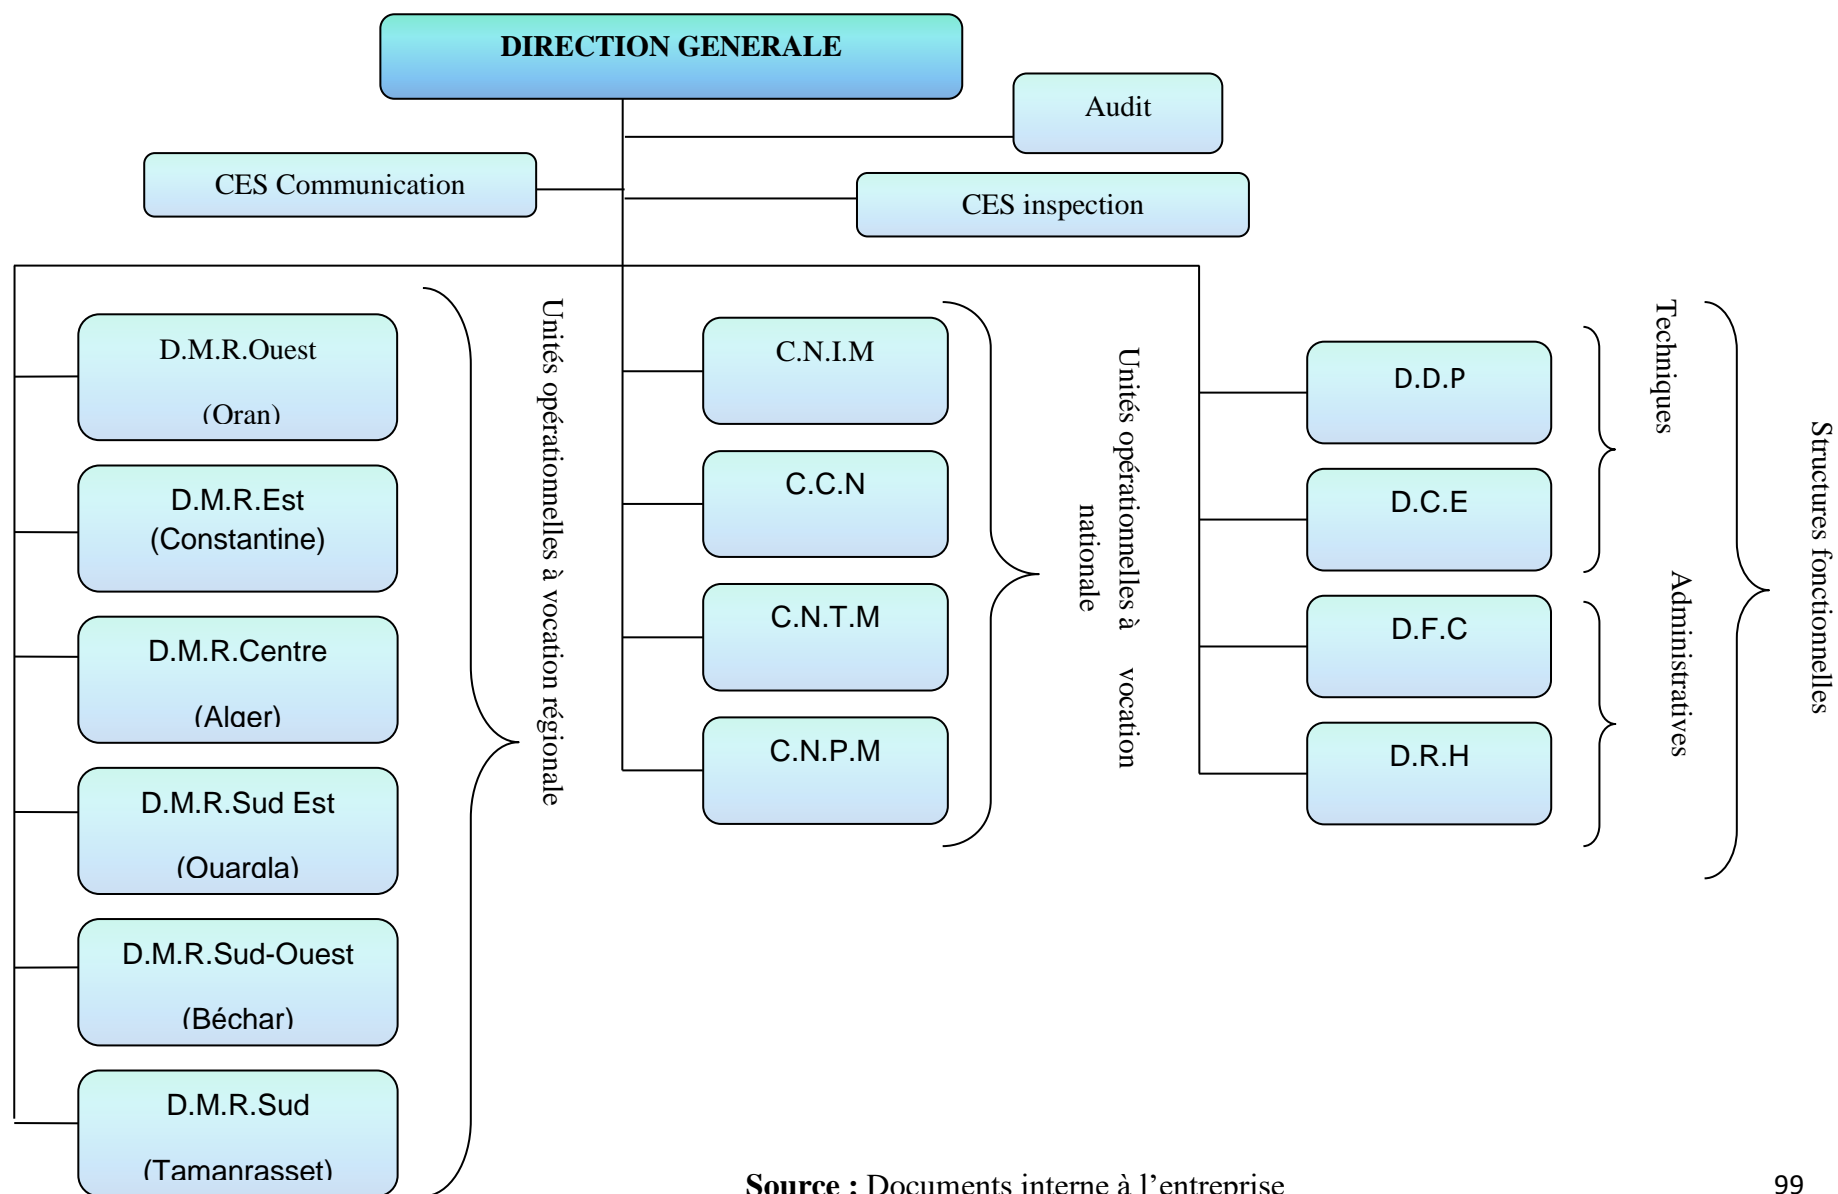 DIRECTION GENERALE
Audit
CES Communication
CES inspection
D.M.R.Ouest
(Oran)
D.M.R.Est
(Constantine)
D.M.R.Centre
(Alger)
D.M.R.Sud Est
(Ouargla)
D.M.R.Sud-Ouest
(Béchar)
D.M.R.Sud
(Tamanrasset)
Unités opérationnelles à vocation régionale
C.N.I.M
C.C.N
C.N.T.M
C.N.P.M
Unités opérationnelles à vocation
nationale
D.D.P
D.C.E
D.F.C
D.R.H
Techniques
Administratives
Structures fonctionnelles
Source : Documents interne à l'entreprise
99